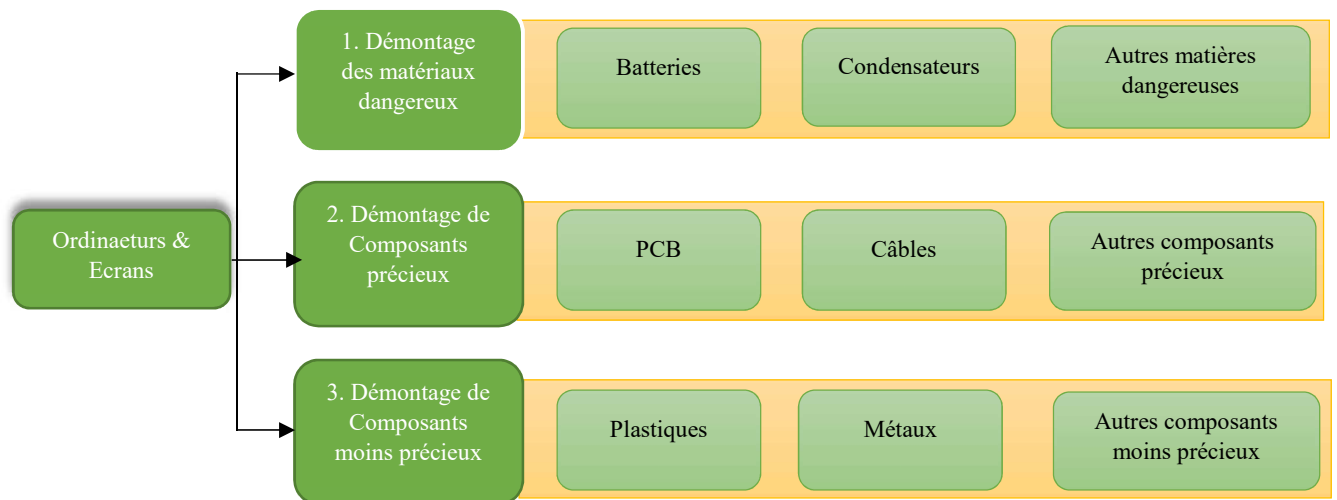 1. Démontage
des matériaux
dangereux
Batteries
Condensateurs
Autres matières
dangereuses
Ordinaeturs &
Ecrans
2. Démontage de
Composants
précieux
PCB
Câbles
Autres composants
précieux
3. Démontage de
Composants
moins précieux
Plastiques
Métaux
Autres composants
moins précieux